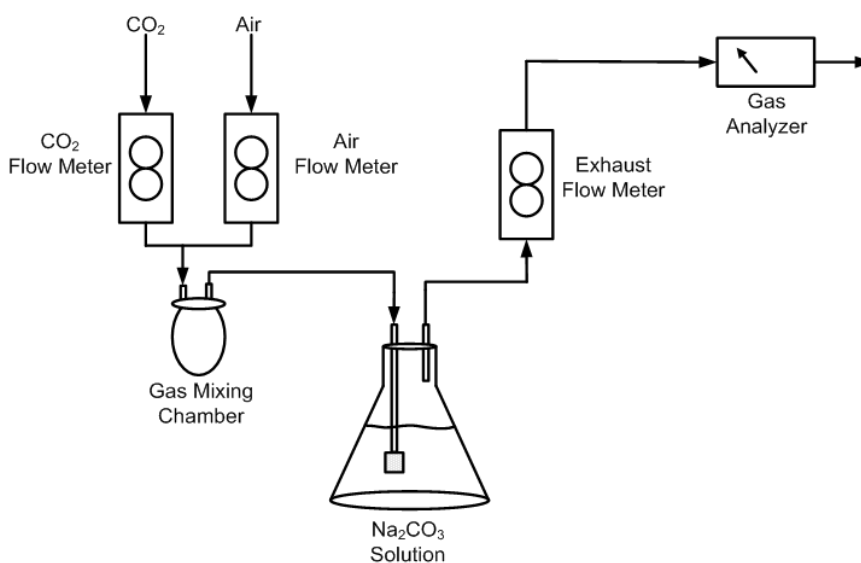 CO₂
Air
CO₂
Flow Meter
Air
Flow Meter
Exhaust
Flow Meter
Gas
Analyzer
Gas Mixing
Chamber
Na₂CO₃
Solution